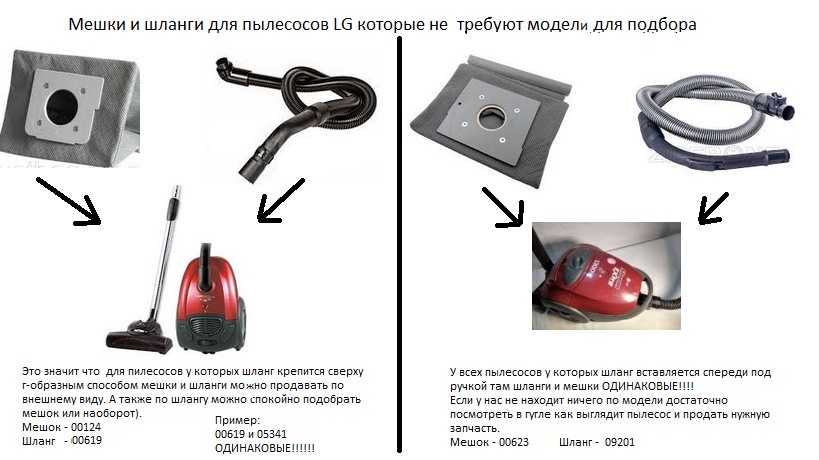 Мешки и шланги для пылесосов LG которые не требуют модели для подбора
Это значит что для пилесосов у которых шланг крепится сверху
г-образным способом мешки и шланги можно продавать по
внешнему виду. А также по шлангу можно спокойно подобрать
мешок или наоборот).
Мешок - 00124
Шланг - 00619
Пример:
00619 и 05341
ОДИНАКОВЫЕ!!!!!!
У всех пылесосов у которых шланг вставляется спереди под
ручкой там шланги и мешки ОДИНАКОВЫЕ!!!!
Если у нас не находит ничего по модели достаточно
посмотреть в гугле как выглядит пылесос и продать нужную
запчасть.
Мешок - 00623 Шланг - 09201